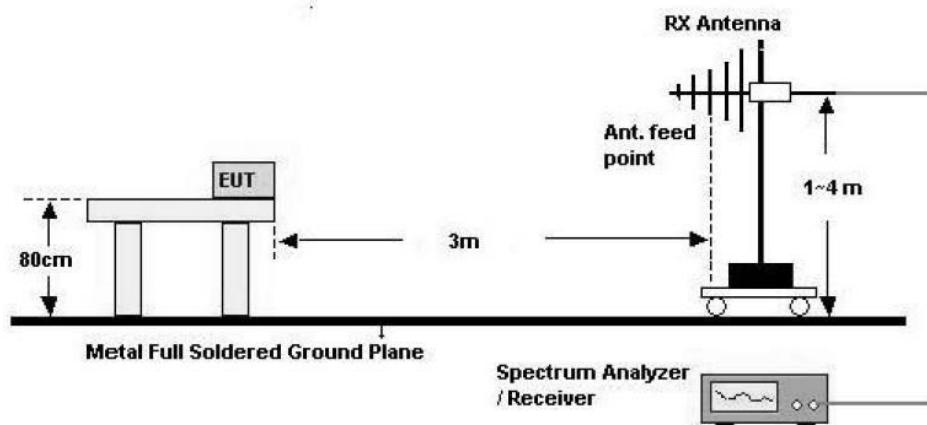 RX Antenna
Ant. feed
point
EUT
1~4 m
80cm
3m
Metal Full Soldered Ground Plane
Spectrum Analyzer
/ Receiver